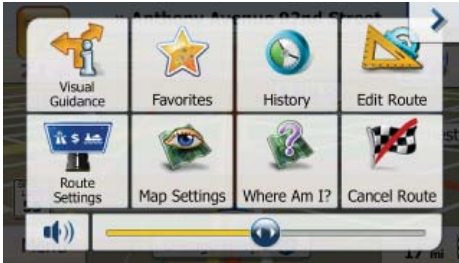 Anthony Avenue 92nd Street
Visual
Guidance
Favorites
History
Edit Route
Route
Settings
Map Settings
Where Am I?
Cancel Route
17 mi